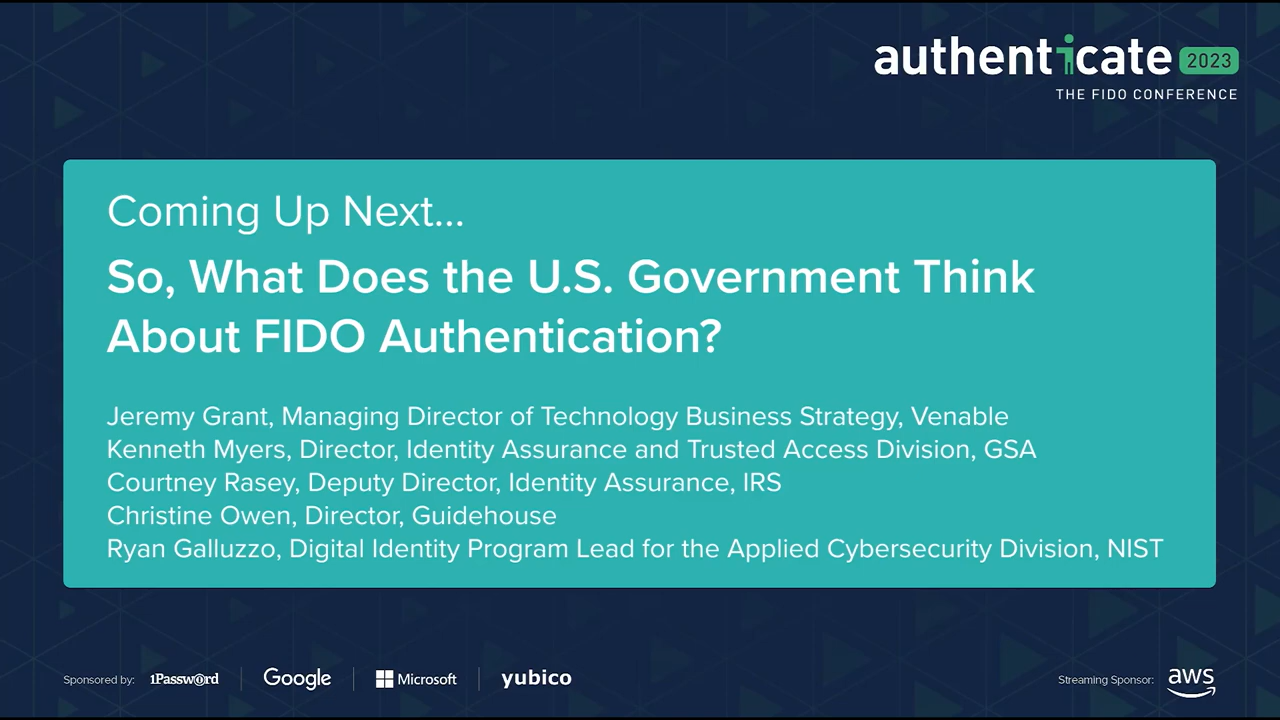 authenticate 2023
THE FIDO CONFERENCE
Coming Up Next...
So, What Does the U.S. Government Think
About FIDO Authentication?
Jeremy Grant, Managing Director of Technology Business Strategy, Venable
Kenneth Myers, Director, Identity Assurance and Trusted Access Division, GSA
Courtney Rasey, Deputy Director, Identity Assurance, IRS
Christine Owen, Director, Guidehouse
Ryan Galluzzo, Digital Identity Program Lead for the Applied Cybersecurity Division, NIST
Sponsored by: 1Password Google Microsoft yubico Streaming Sponsor: aws